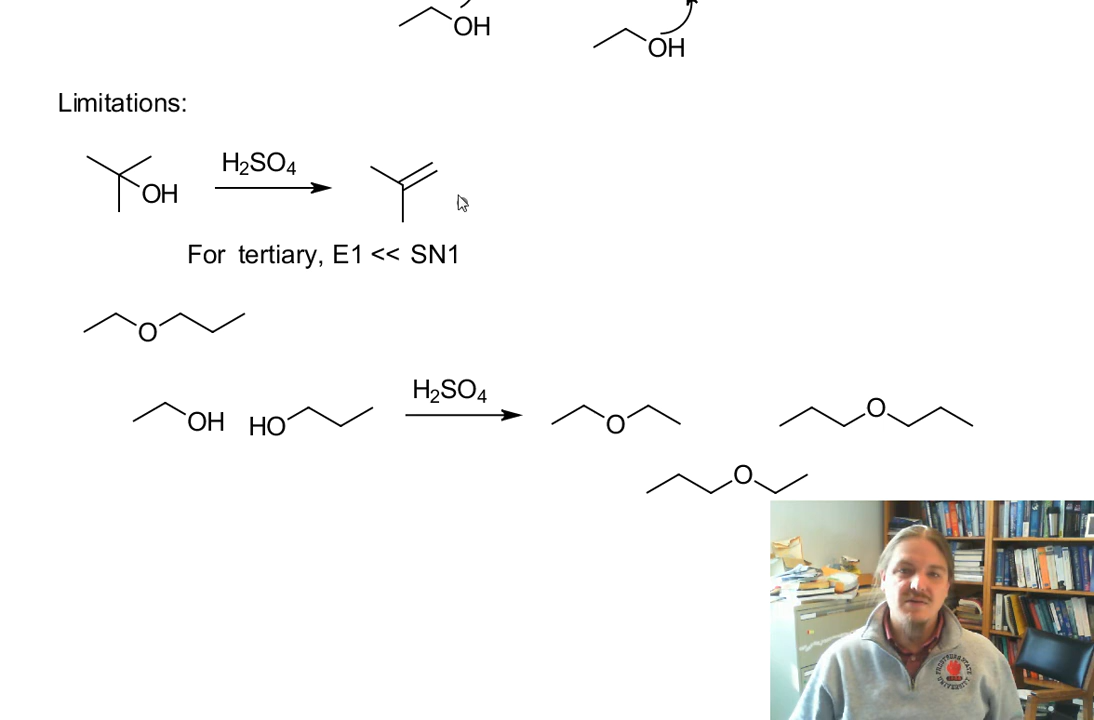 OH
OH
Limitations:
H2SO4
OH
For tertiary, E1 << SN1
O
H2SO4
OH HO
O
O
O